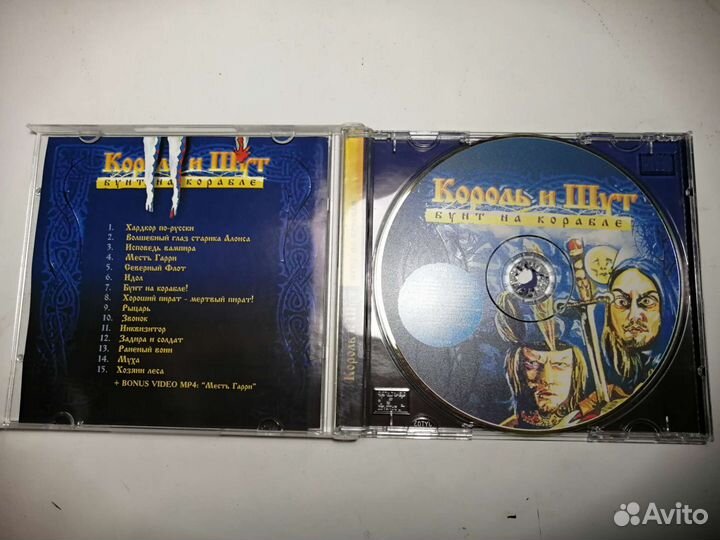 Король и Шут
Бунт на корабле
1. Хардкор по-русски
2. Волшебный глаз старика Алонса
3. Исповедь вампира
4. Месть Гарри
5. Северный Флот
6. Идол
7. Бунт на корабле!
8. Хороший пират - мертвый пират!
9. Рыцарь
10. Звонок
11. Инквизитор
12. Задира и солдат
13. Раненый воин
14. Муха
15. Хозяин леса
+ BONUS VIDEO MP4: "Месть Гарри"
Король и Шут
Король и Шут
Бунт на корабле
Avito